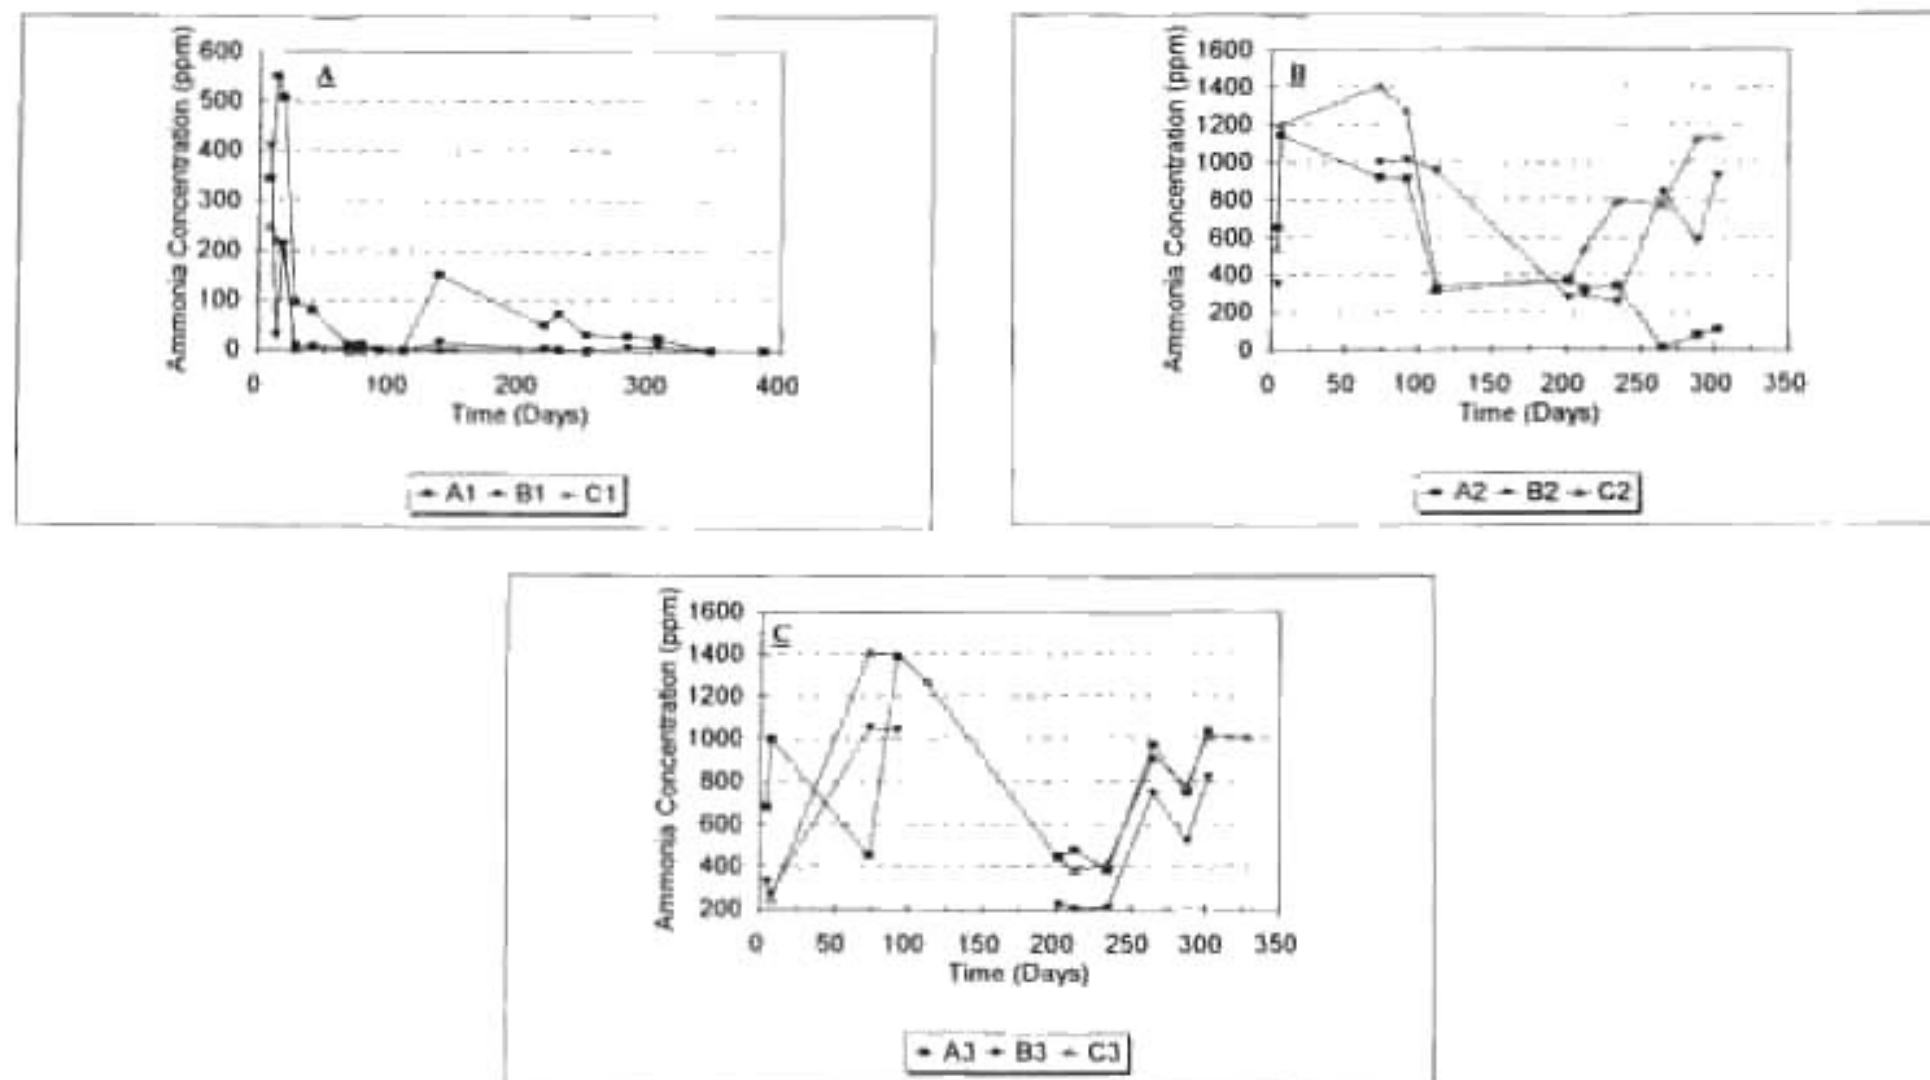 A
Ammonia Concentration (ppm)
600
500
400
300
200
100
0
0 100 200 300 400
Time (Days)
A1 B1 C1
B
Ammonia Concentration (ppm)
1600
1400
1200
1000
800
600
400
200
0
0 50 100 150 200 250 300 350
Time (Days)
A2 B2 C2
C
Ammonia Concentration (ppm)
1600
1400
1200
1000
800
600
400
200
0 50 100 150 200 250 300 350
Time (Days)
A3 B3 C3